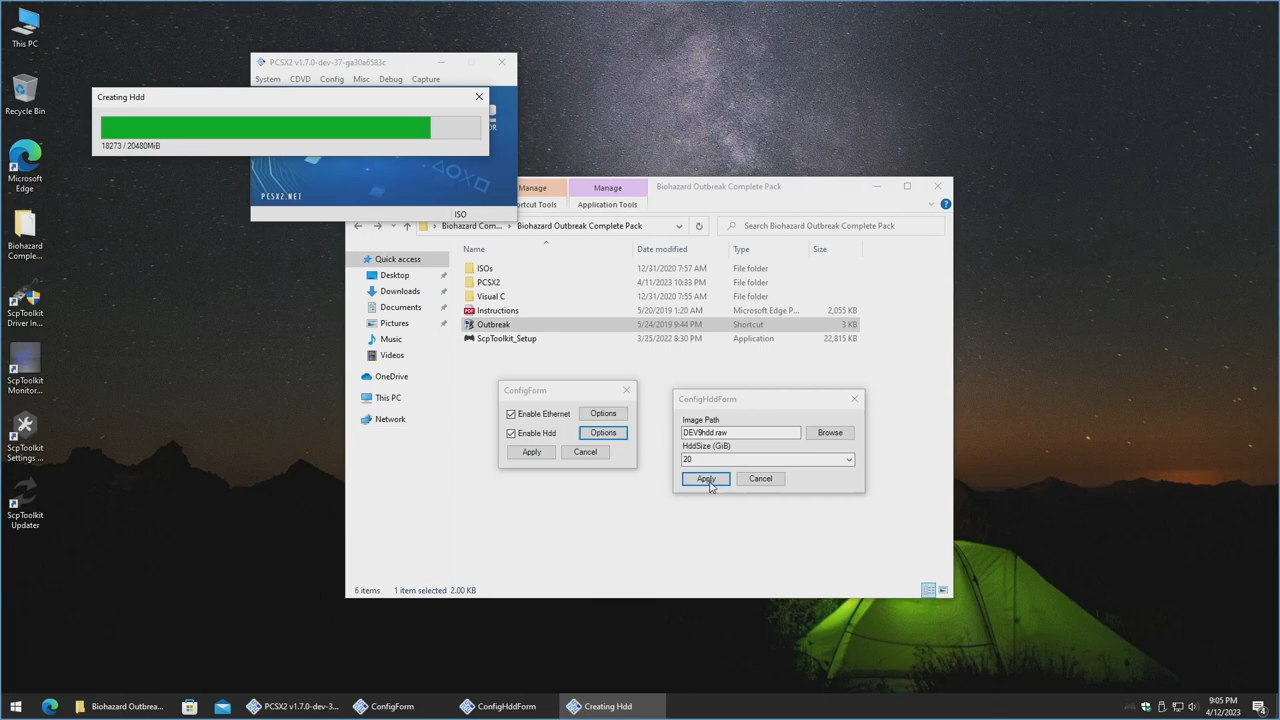 This PC
Recycle Bin
Microsoft
Edge
Biohazard
Comple...
ScpToolkit
Driver In...
ScpToolkit
Monitor...
ScpToolkit
Settings ...
ScpToolkit
Updater
PCSX2 v1.7.0-dev-37-ga30a6583c
System CDVD Config Misc Debug Capture
Creating Hdd
18273 / 20480MiB
PCSX2.NET
ISO
Manage Manage Biohazard Outbreak Complete Pack
ortcut Tools Application Tools
Biohazard Com... Biohazard Outbreak Complete Pack Search Biohazard Outbreak Complete Pack
Name Date modified Type Size
Quick access
Desktop
Downloads
Documents
Pictures
Music
Videos
OneDrive
This PC
Network
ISOs 12/31/2020 7:57 AM File folder
PCSX2 4/11/2023 10:33 PM File folder
Visual C 12/31/2020 7:55 AM File folder
Instructions 5/20/2019 1:20 AM Microsoft Edge P... 2,055 KB
Outbreak 5/24/2019 9:44 PM Shortcut 3 KB
ScpToolkit_Setup 3/25/2022 8:30 PM Application 22,815 KB
ConfigForm
Enable Ethernet Options
Enable Hdd Options
Apply Cancel
ConfigHddForm
Image Path
DEV9hdd.raw Browse
HddSize (GiB)
20
Apply Cancel
6 items 1 item selected 2.00 KB
Biohazard Outbrea... PCSX2 v1.7.0-dev-3... ConfigForm ConfigHddForm Creating Hdd
9:05 PM
4/12/2023
4